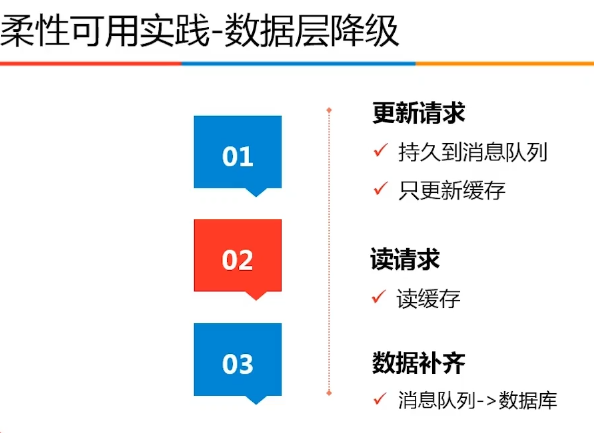 柔性可用实践-数据层降级
01
更新请求
持久到消息队列
只更新缓存
02
读请求
读缓存
03
数据补齐
消息队列->数据库